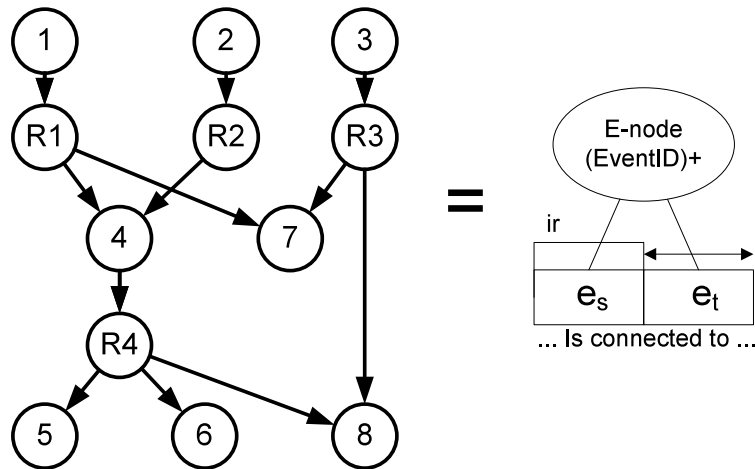 1 2 3
R1 R2 R3
E-node
(EventID)+
=
4 7
ir
es et
... Is connected to ...
R4
5 6 8